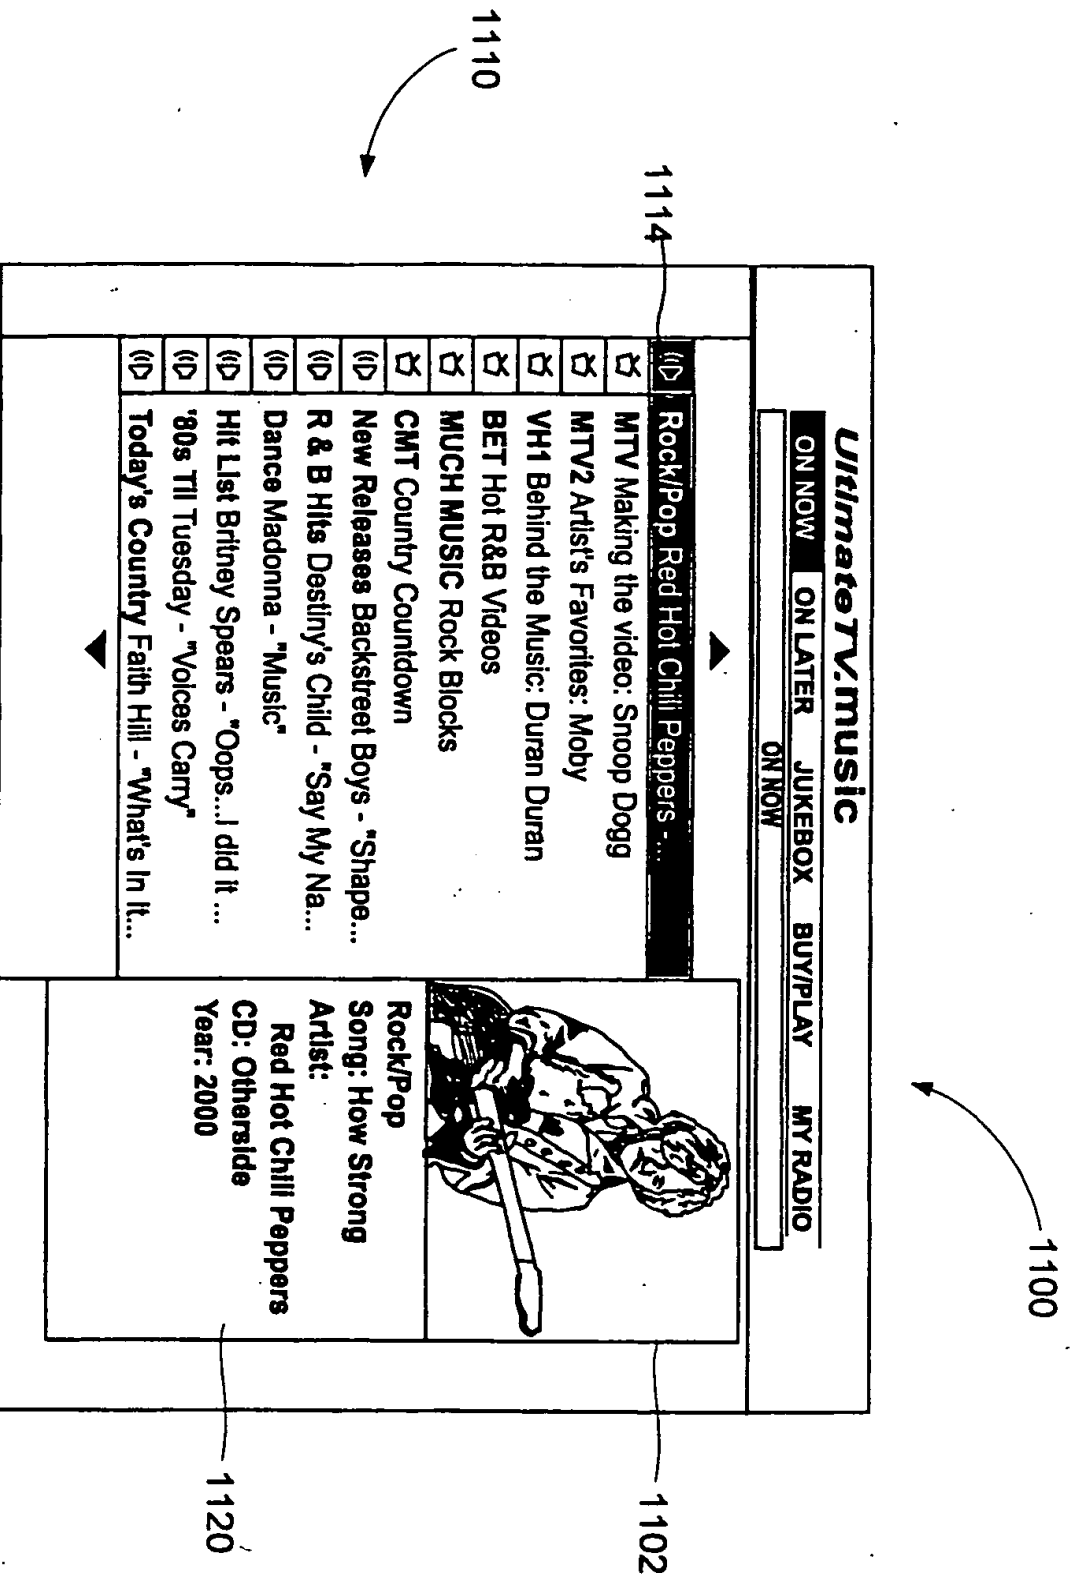 1100
UltimateTV.music
ON NOW ON LATER JUKEBOX BUY/PLAY MY RADIO
ON NOW
1102
1114
Rock/Pop Red Hot Chili Peppers -...
MTV Making the video: Snoop Dogg
MTV2 Artist's Favorites: Moby
VH1 Behind the Music: Duran Duran
BET Hot R&B Videos
MUCH MUSIC Rock Blocks
CMT Country Countdown
New Releases Backstreet Boys - "Shape...
R & B Hits Destiny's Child - "Say My Na...
Dance Madonna - "Music"
Hit List Britney Spears - "Oops...I did it ...
'80s Til Tuesday - "Voices Carry"
Today's Country Faith Hill - "What's In It...
1110
Rock/Pop
Song: How Strong
Artist:
Red Hot Chili Peppers
CD: Otherside
Year: 2000
1120